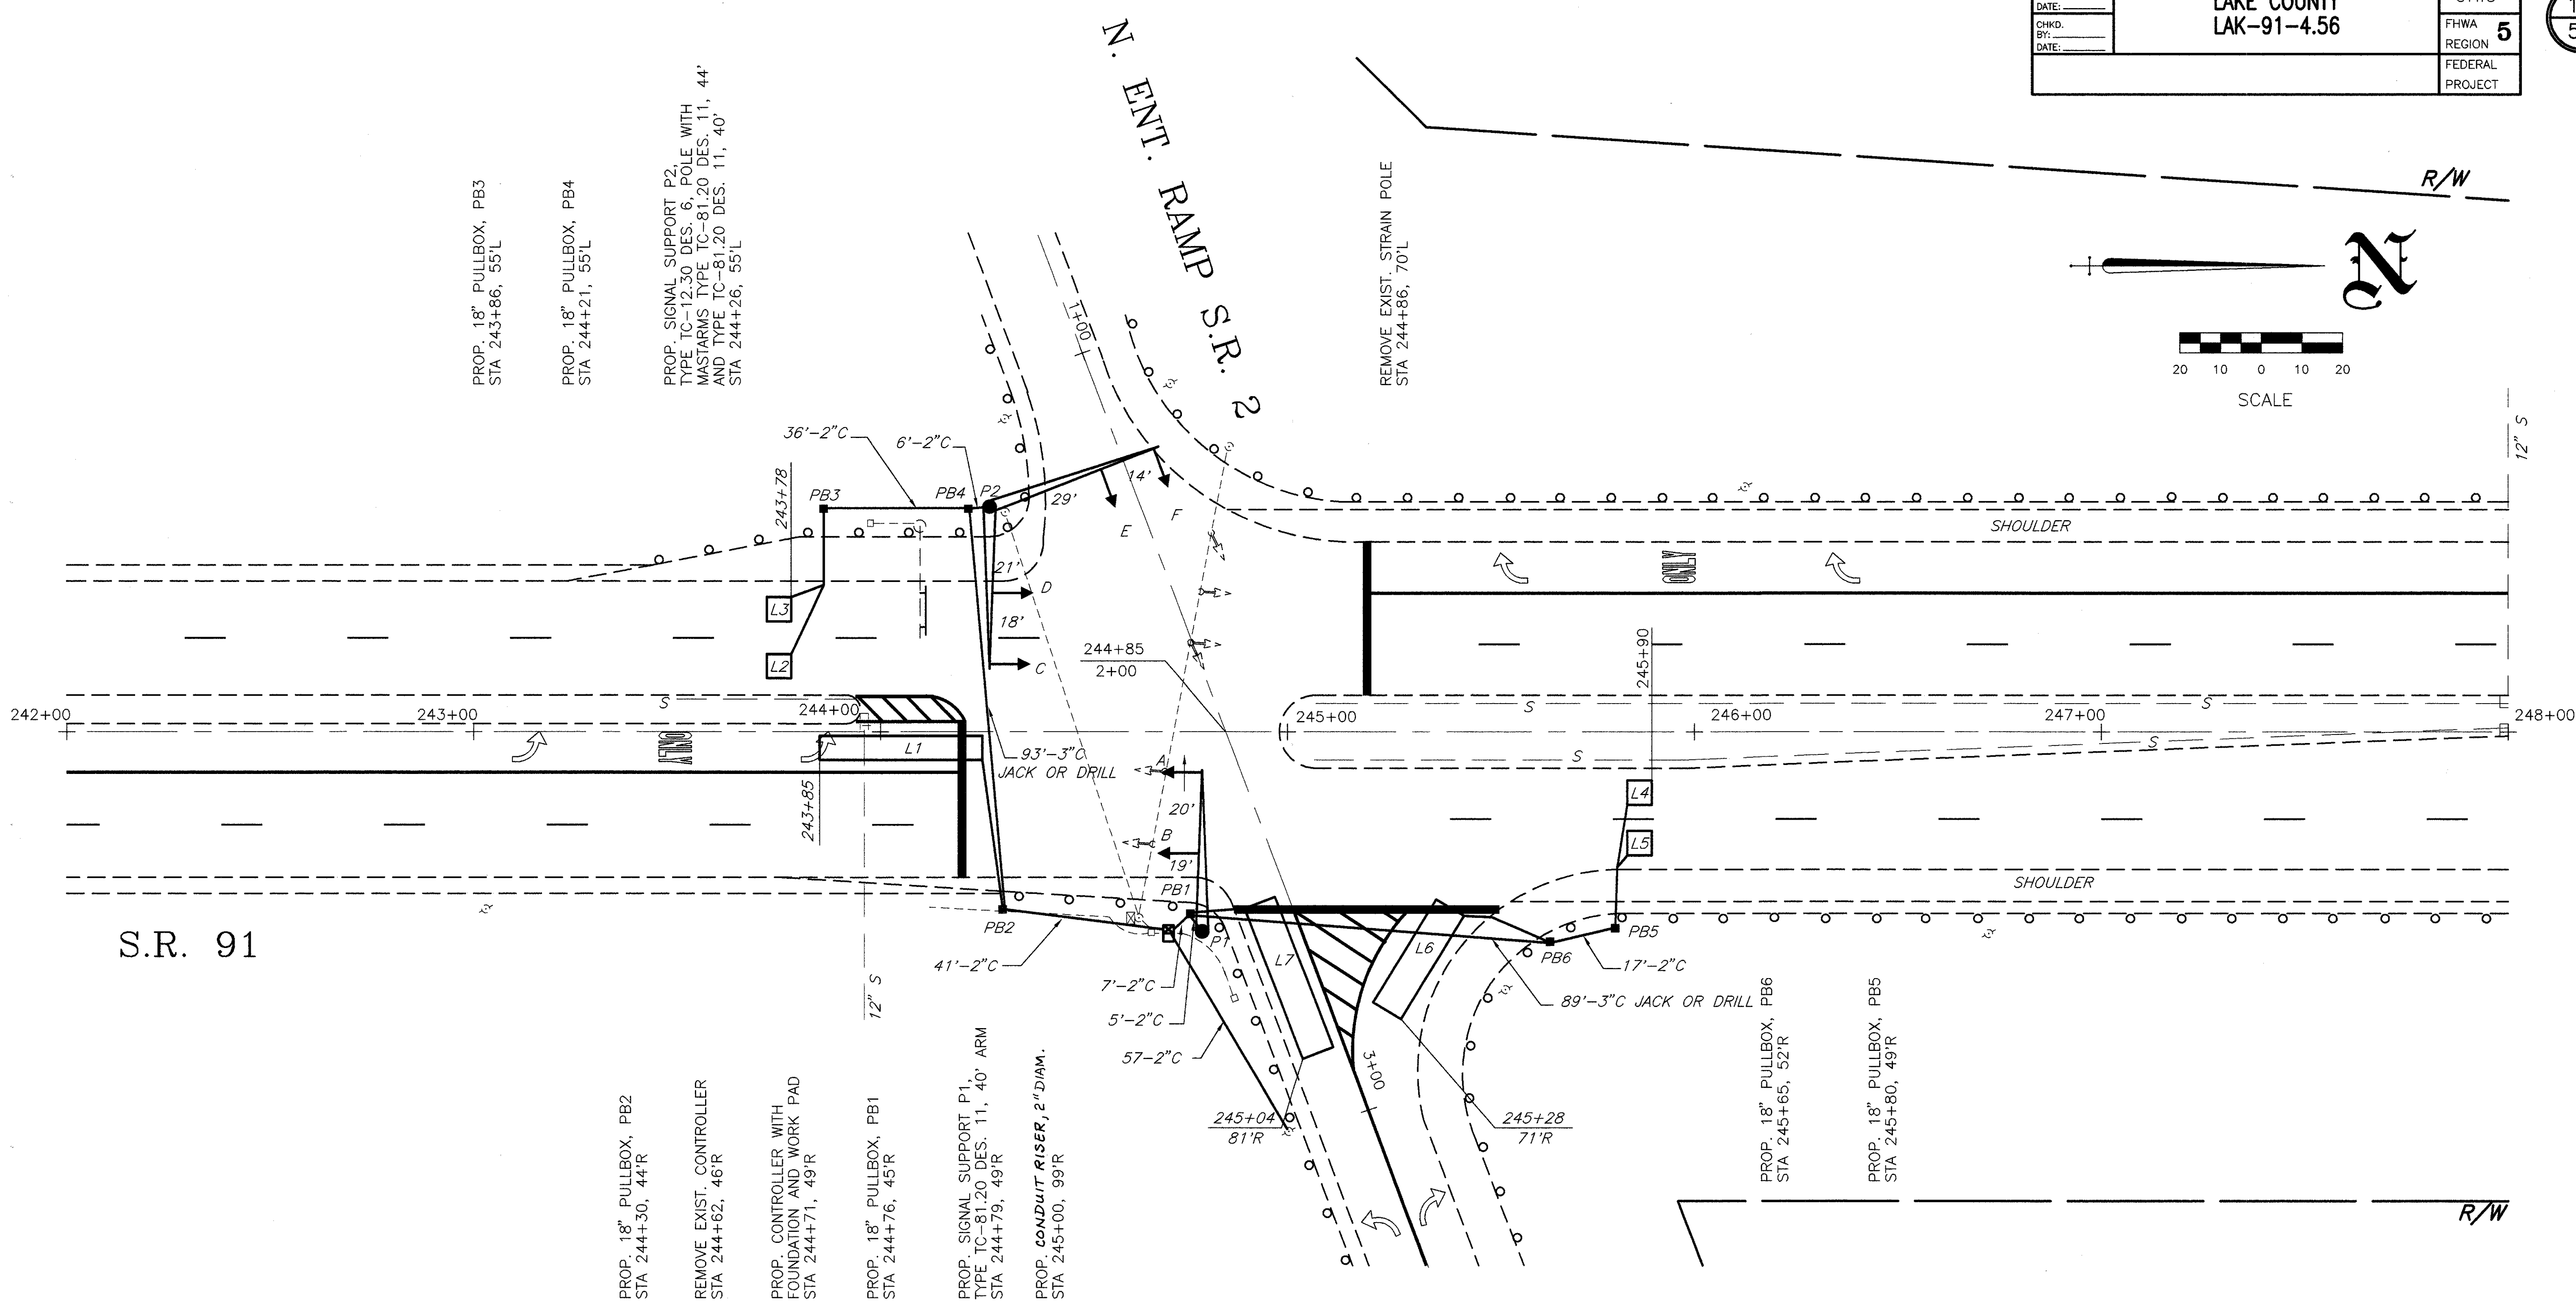 DATE:
LAKE COUNTY
LAK-91-4.56
CHKD.
BY:
DATE:
FHWA
REGION 5
FEDERAL
PROJECT
1
5
N. ENT. RAMP S.R. 2
PROP. 18" PULLBOX, PB3
STA 243+86, 55'L
PROP. 18" PULLBOX, PB4
STA 244+21, 55'L
PROP. SIGNAL SUPPORT P2,
TYPE TC-12.30 DES. 6, POLE WITH
MASTARMS TYPE TC-81.20 DES. 11, 44'
AND TYPE TC-81.20 DES. 11, 40'
STA 244+26, 55'L
REMOVE EXIST. STRAIN POLE
STA 244+86, 70'L
R/W
N
20 10 0 10 20
SCALE
12" S
1+00
36'-2"C
6'-2"C
243+78
PB3
PB4
P2
14'
29'
E
F
21'
D
18'
C
L3
L2
SHOULDER
ONLY
244+85
2+00
245+90
S
S
S
242+00
243+00
244+00
245+00
246+00
247+00
248+00
ONLY
L1
93'-3"C
JACK OR DRILL
A
20'
B
19'
S
S
L4
L5
243+85
PB1
SHOULDER
PB2
P1
L7
L6
PB6
PB5
S.R. 91
41'-2"C
7'-2"C
5'-2"C
57-2"C
17'-2"C
89'-3"C JACK OR DRILL
12" S
3+00
245+04
81'R
245+28
71'R
PROP. 18" PULLBOX, PB2
STA 244+30, 44'R
REMOVE EXIST. CONTROLLER
STA 244+62, 46'R
PROP. CONTROLLER WITH
FOUNDATION AND WORK PAD
STA 244+71, 49'R
PROP. 18" PULLBOX, PB1
STA 244+76, 45'R
PROP. SIGNAL SUPPORT P1,
TYPE TC-81.20 DES. 11, 40' ARM
STA 244+79, 49'R
PROP. CONDUIT RISER, 2" DIAM.
STA 245+00, 99'R
PROP. 18" PULLBOX, PB6
STA 245+65, 52'R
PROP. 18" PULLBOX, PB5
STA 245+80, 49'R
R/W